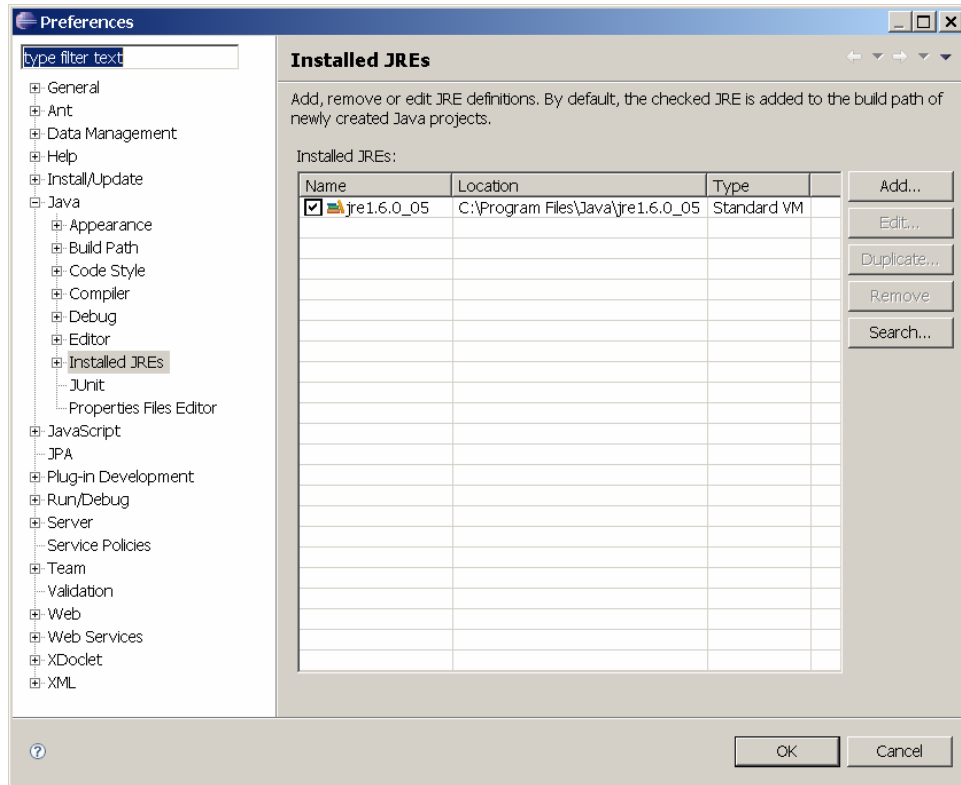 Preferences
type filter text
General
Ant
Data Management
Help
Install/Update
Java
Appearance
Build Path
Code Style
Compiler
Debug
Editor
Installed JREs
JUnit
Properties Files Editor
JavaScript
JPA
Plug-in Development
Run/Debug
Server
Service Policies
Team
Validation
Web
Web Services
XDoclet
XML
Installed JREs
Add, remove or edit JRE definitions. By default, the checked JRE is added to the build path of
newly created Java projects.
Installed JREs:
Name Location Type
jre1.6.0_05 C:\Program Files\Java\jre1.6.0_05 Standard VM
Add...
Edit...
Duplicate...
Remove
Search...
?
OK Cancel